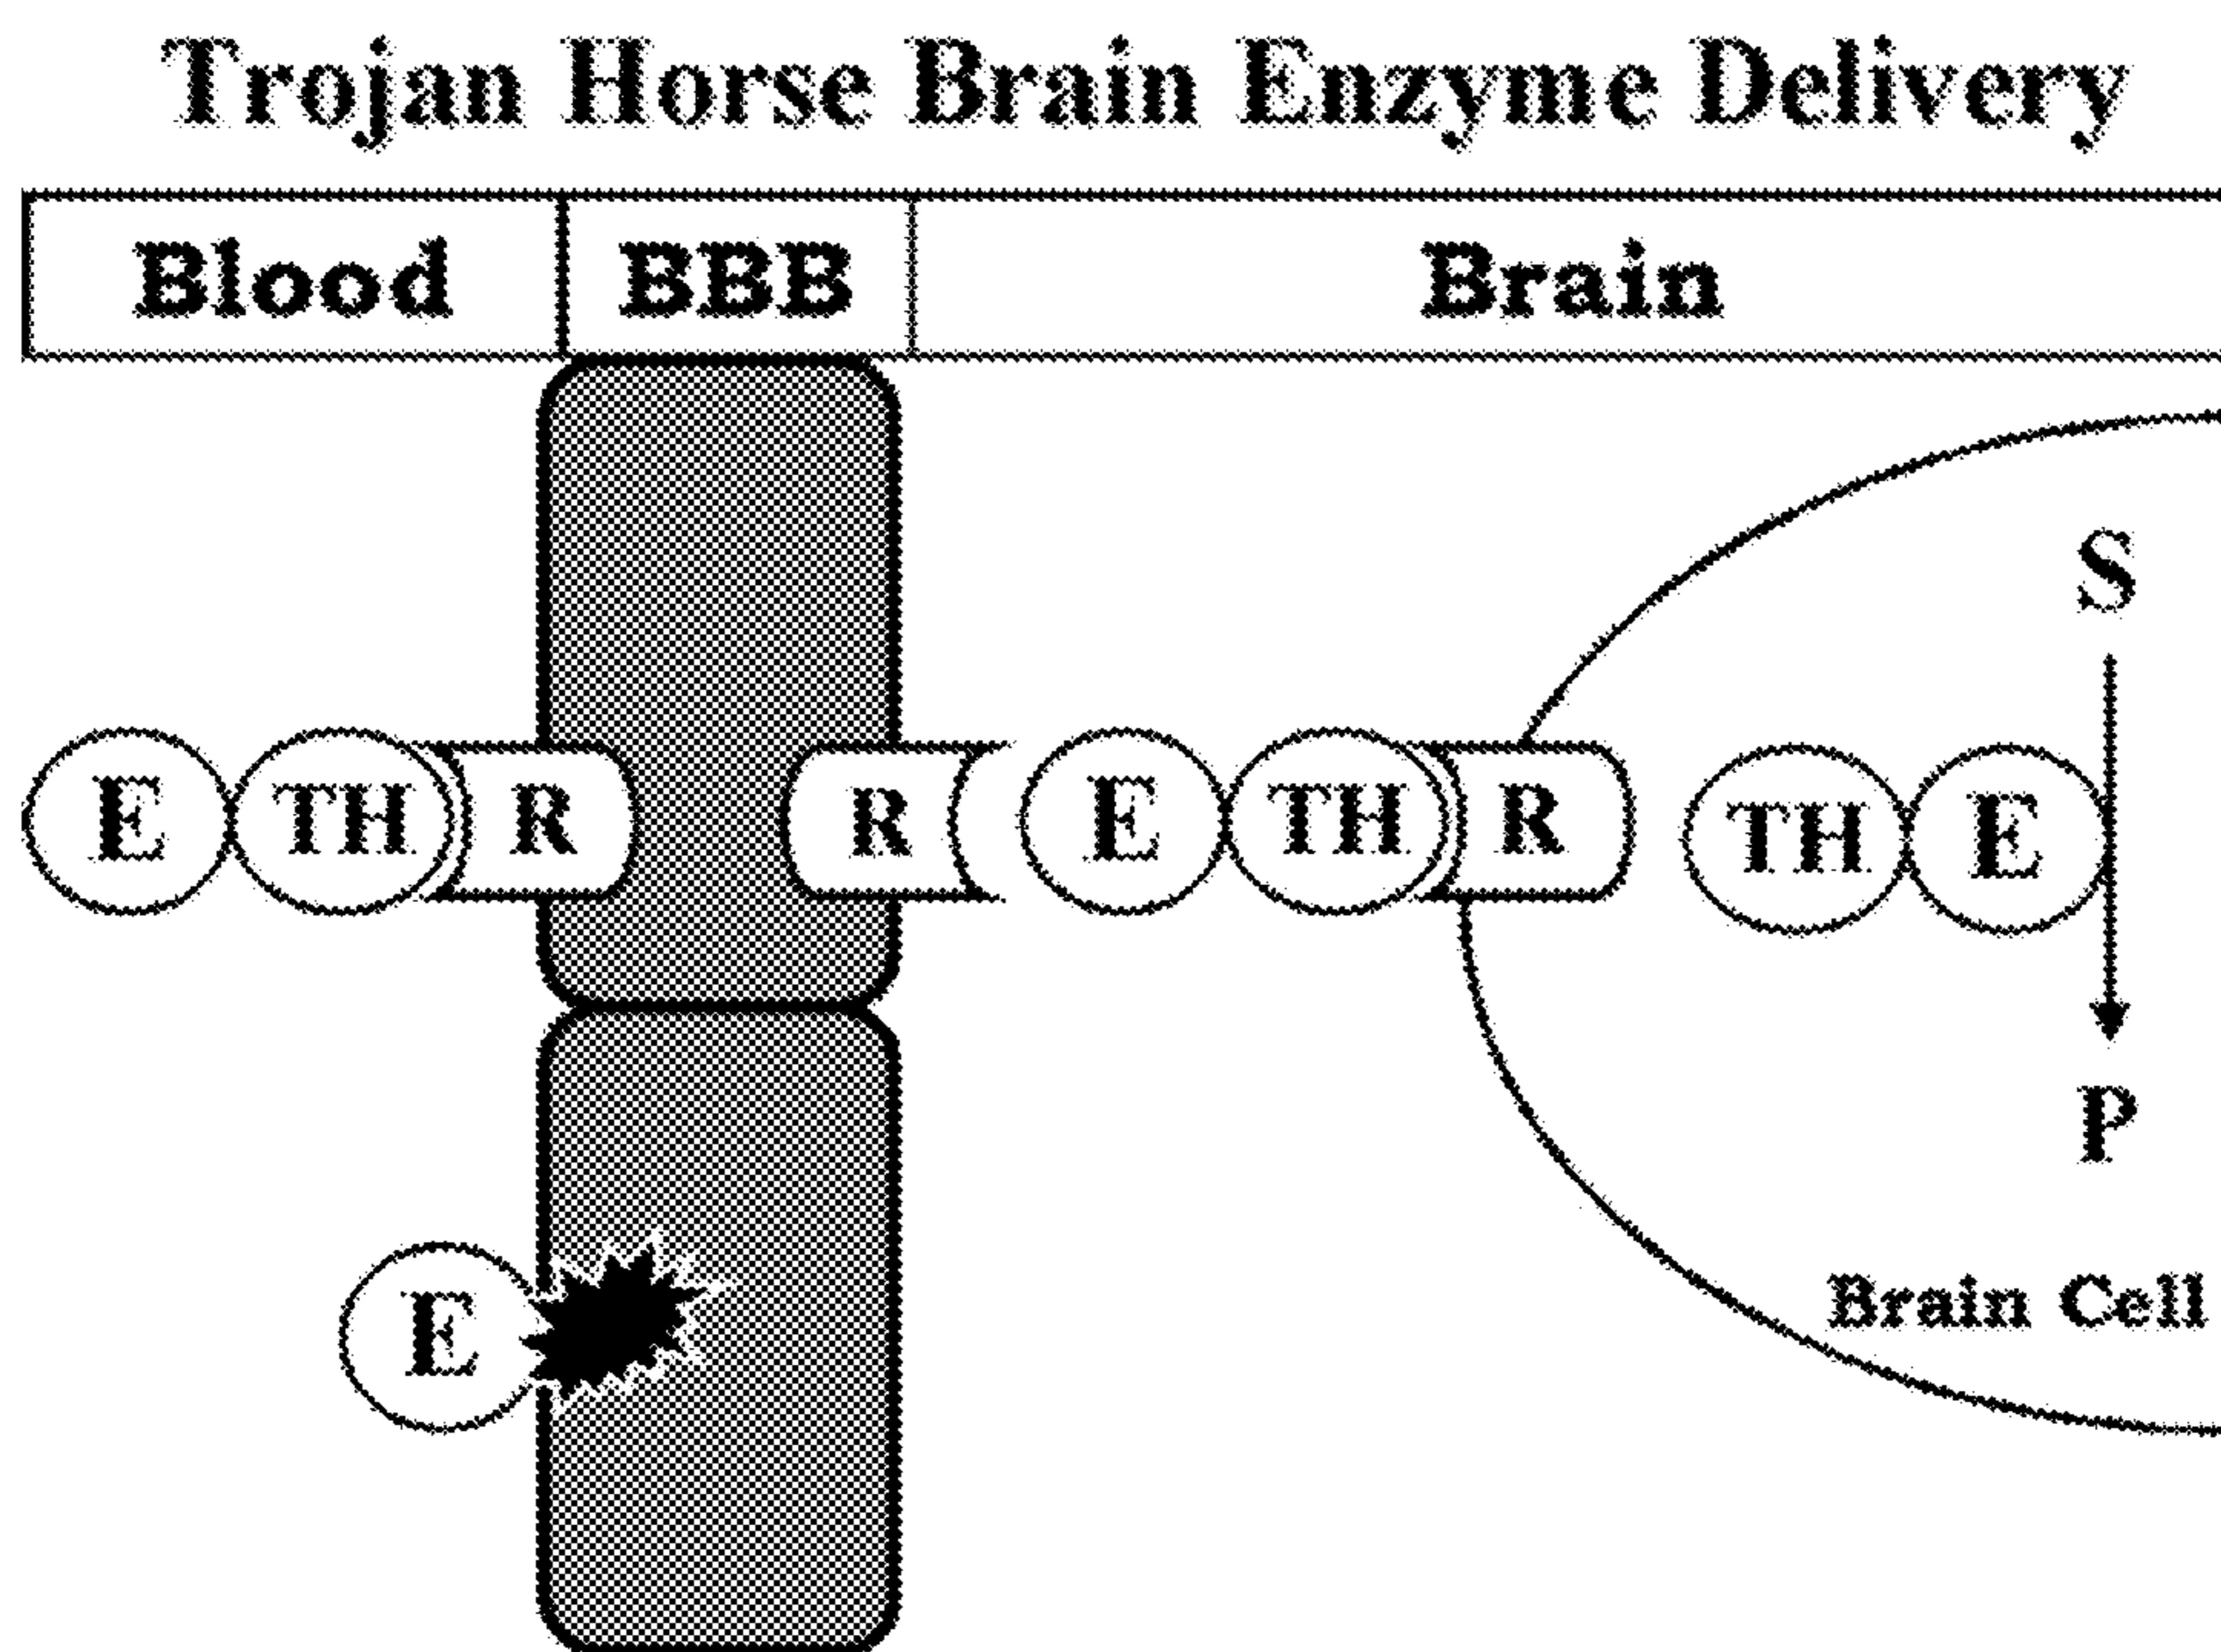 Trojan Horse Brain Enzyme Delivery
Blood BBB Brain
S
E TH R R E TH R TH E
P
Brain Cell
E